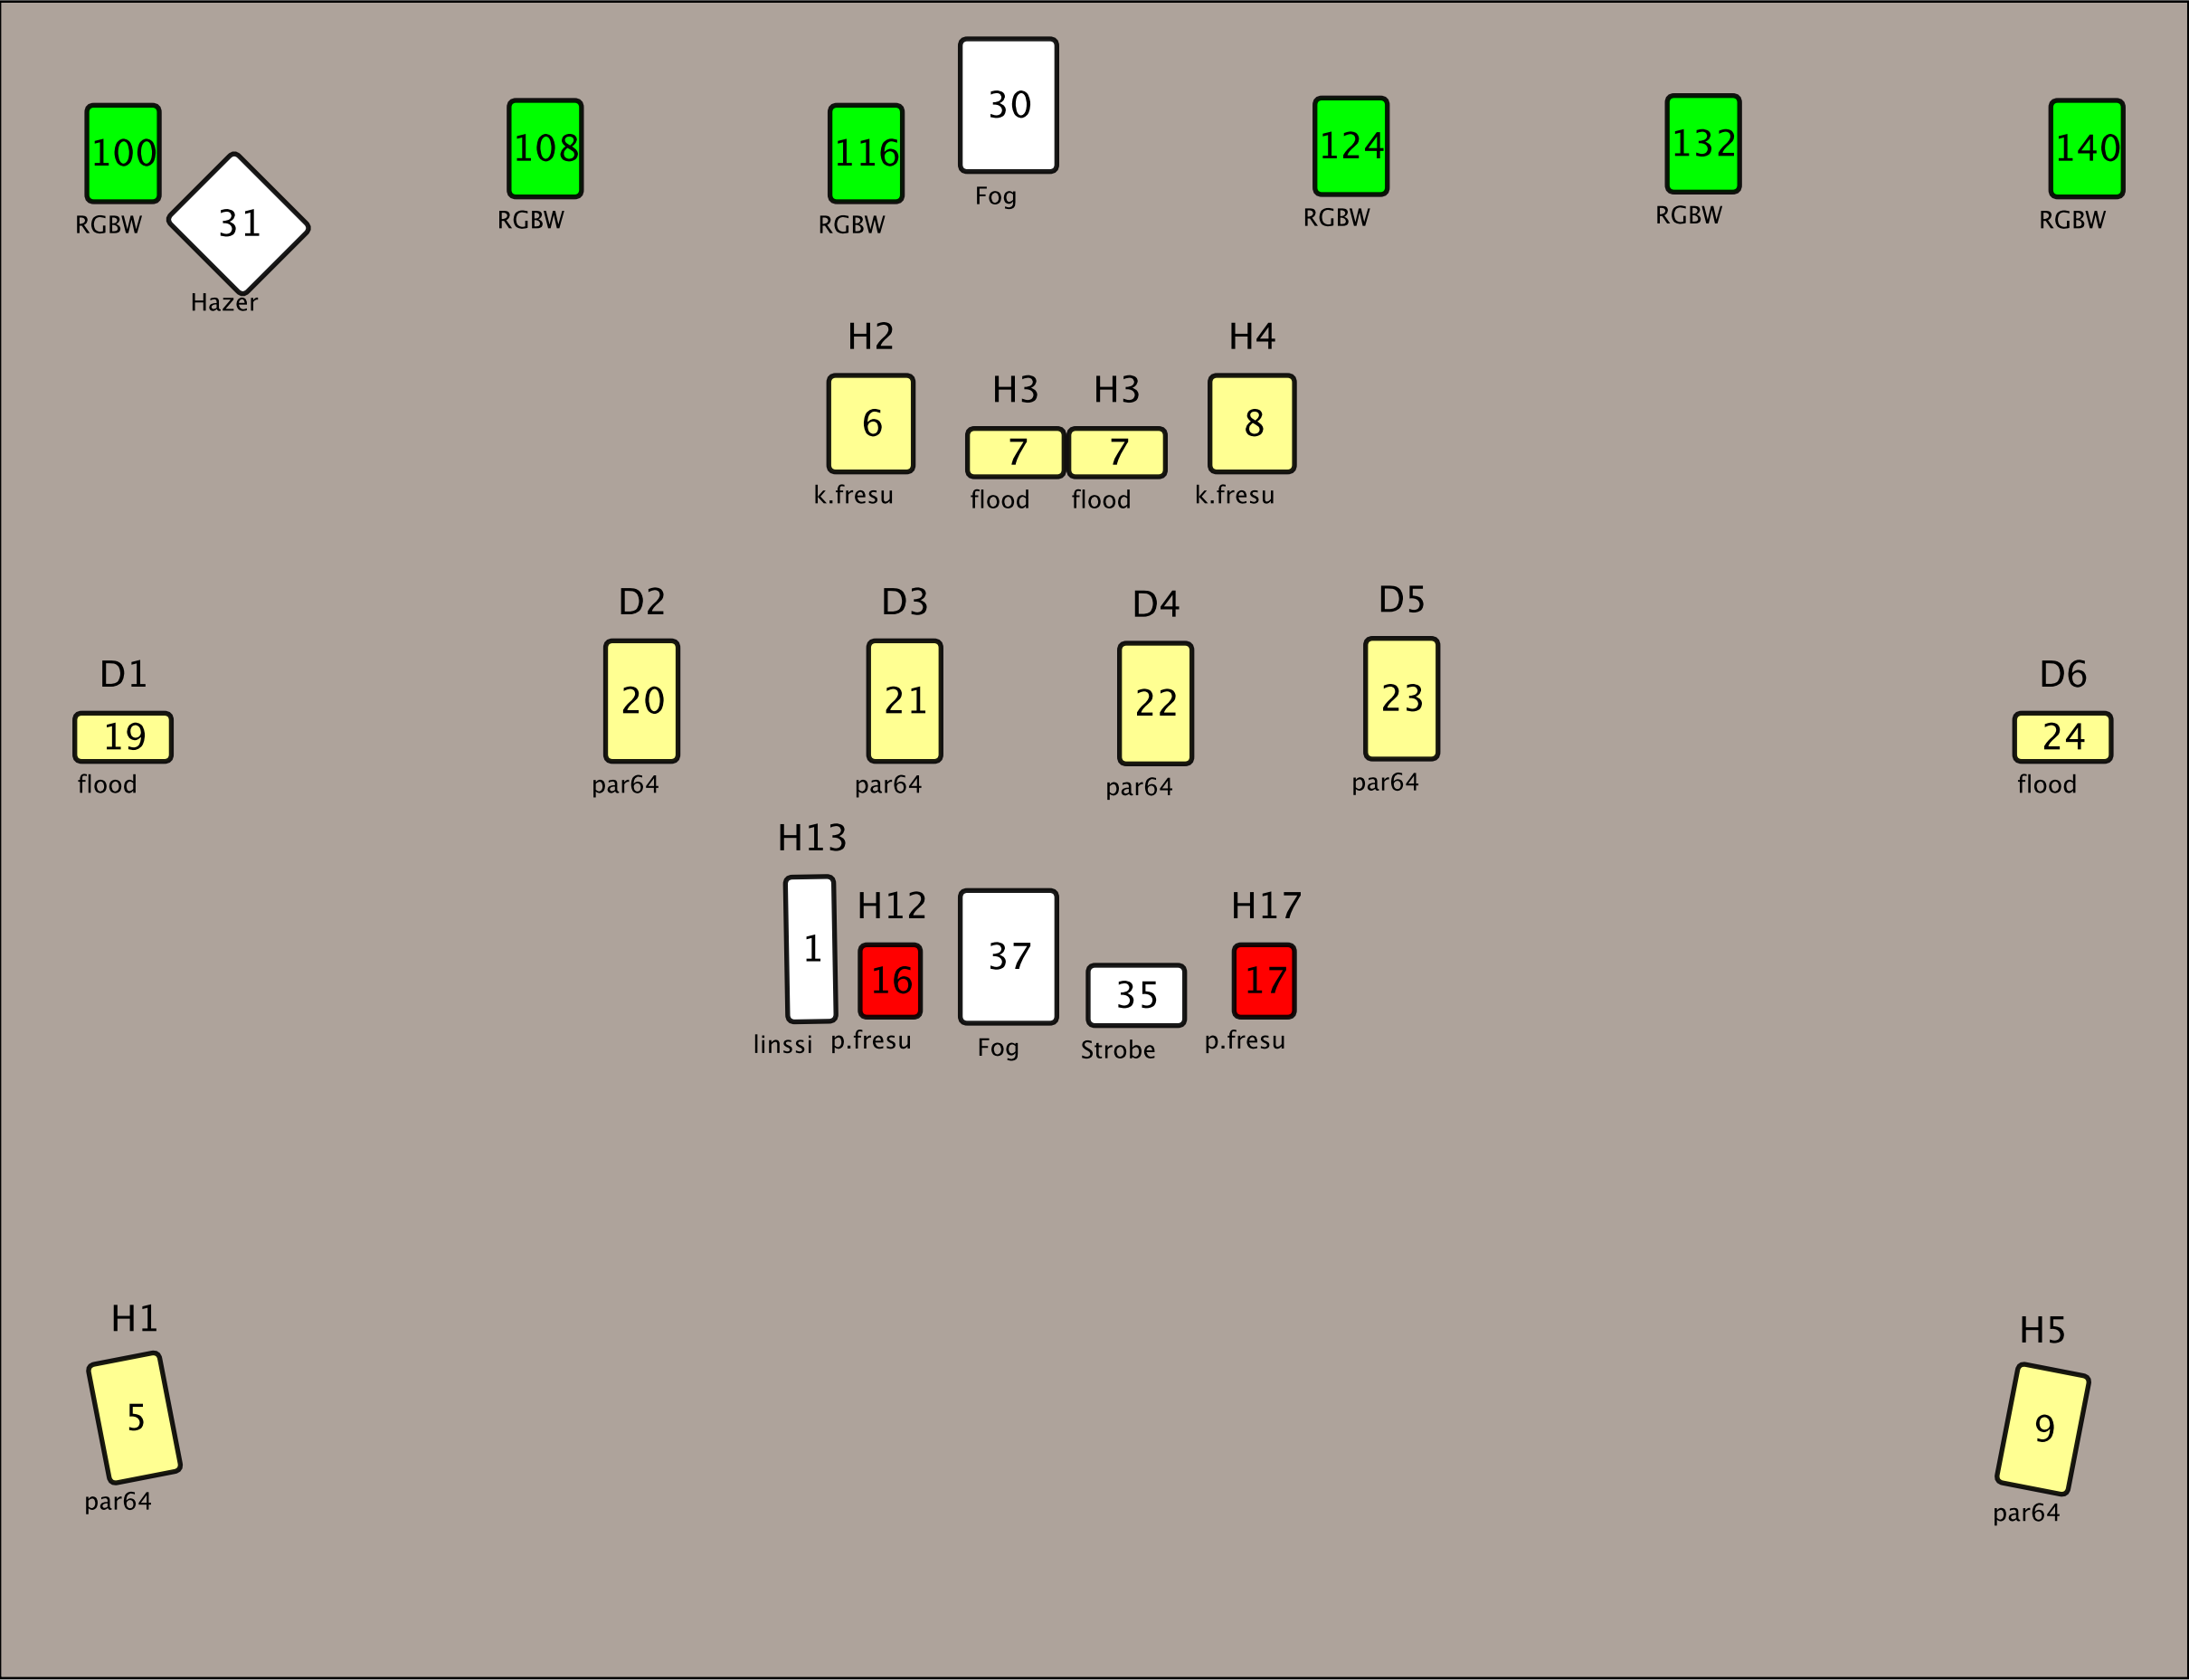 30
100
108
116
124
132
140
Fog
RGBW
RGBW
RGBW
RGBW
RGBW
RGBW
31
Hazer
H2
H4
H3
H3
6
7
7
8
k.fresu
flood
flood
k.fresu
D2
D3
D4
D5
D1
D6
20
21
22
23
19
24
flood
par64
par64
par64
par64
flood
H13
H12
H17
1
16
37
35
17
linssi
p.fresu
Fog
Strobe
p.fresu
H1
H5
5
9
par64
par64